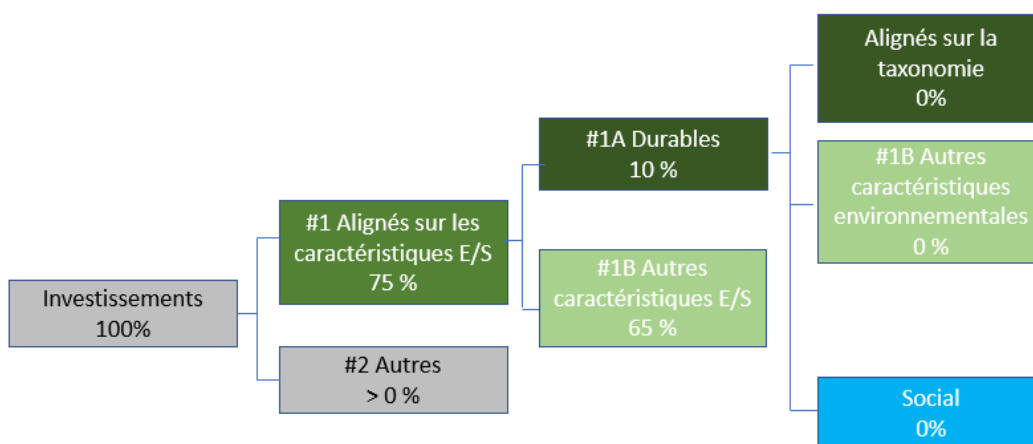 Investissements
100%
#1 Alignés sur les
caractéristiques E/S
75 %
#2 Autres
> 0 %
#1A Durables
10 %
#1B Autres
caractéristiques E/S
65 %
Alignés sur la
taxonomie
0%
#1B Autres
caractéristiques
environnementales
0 %
Social
0%